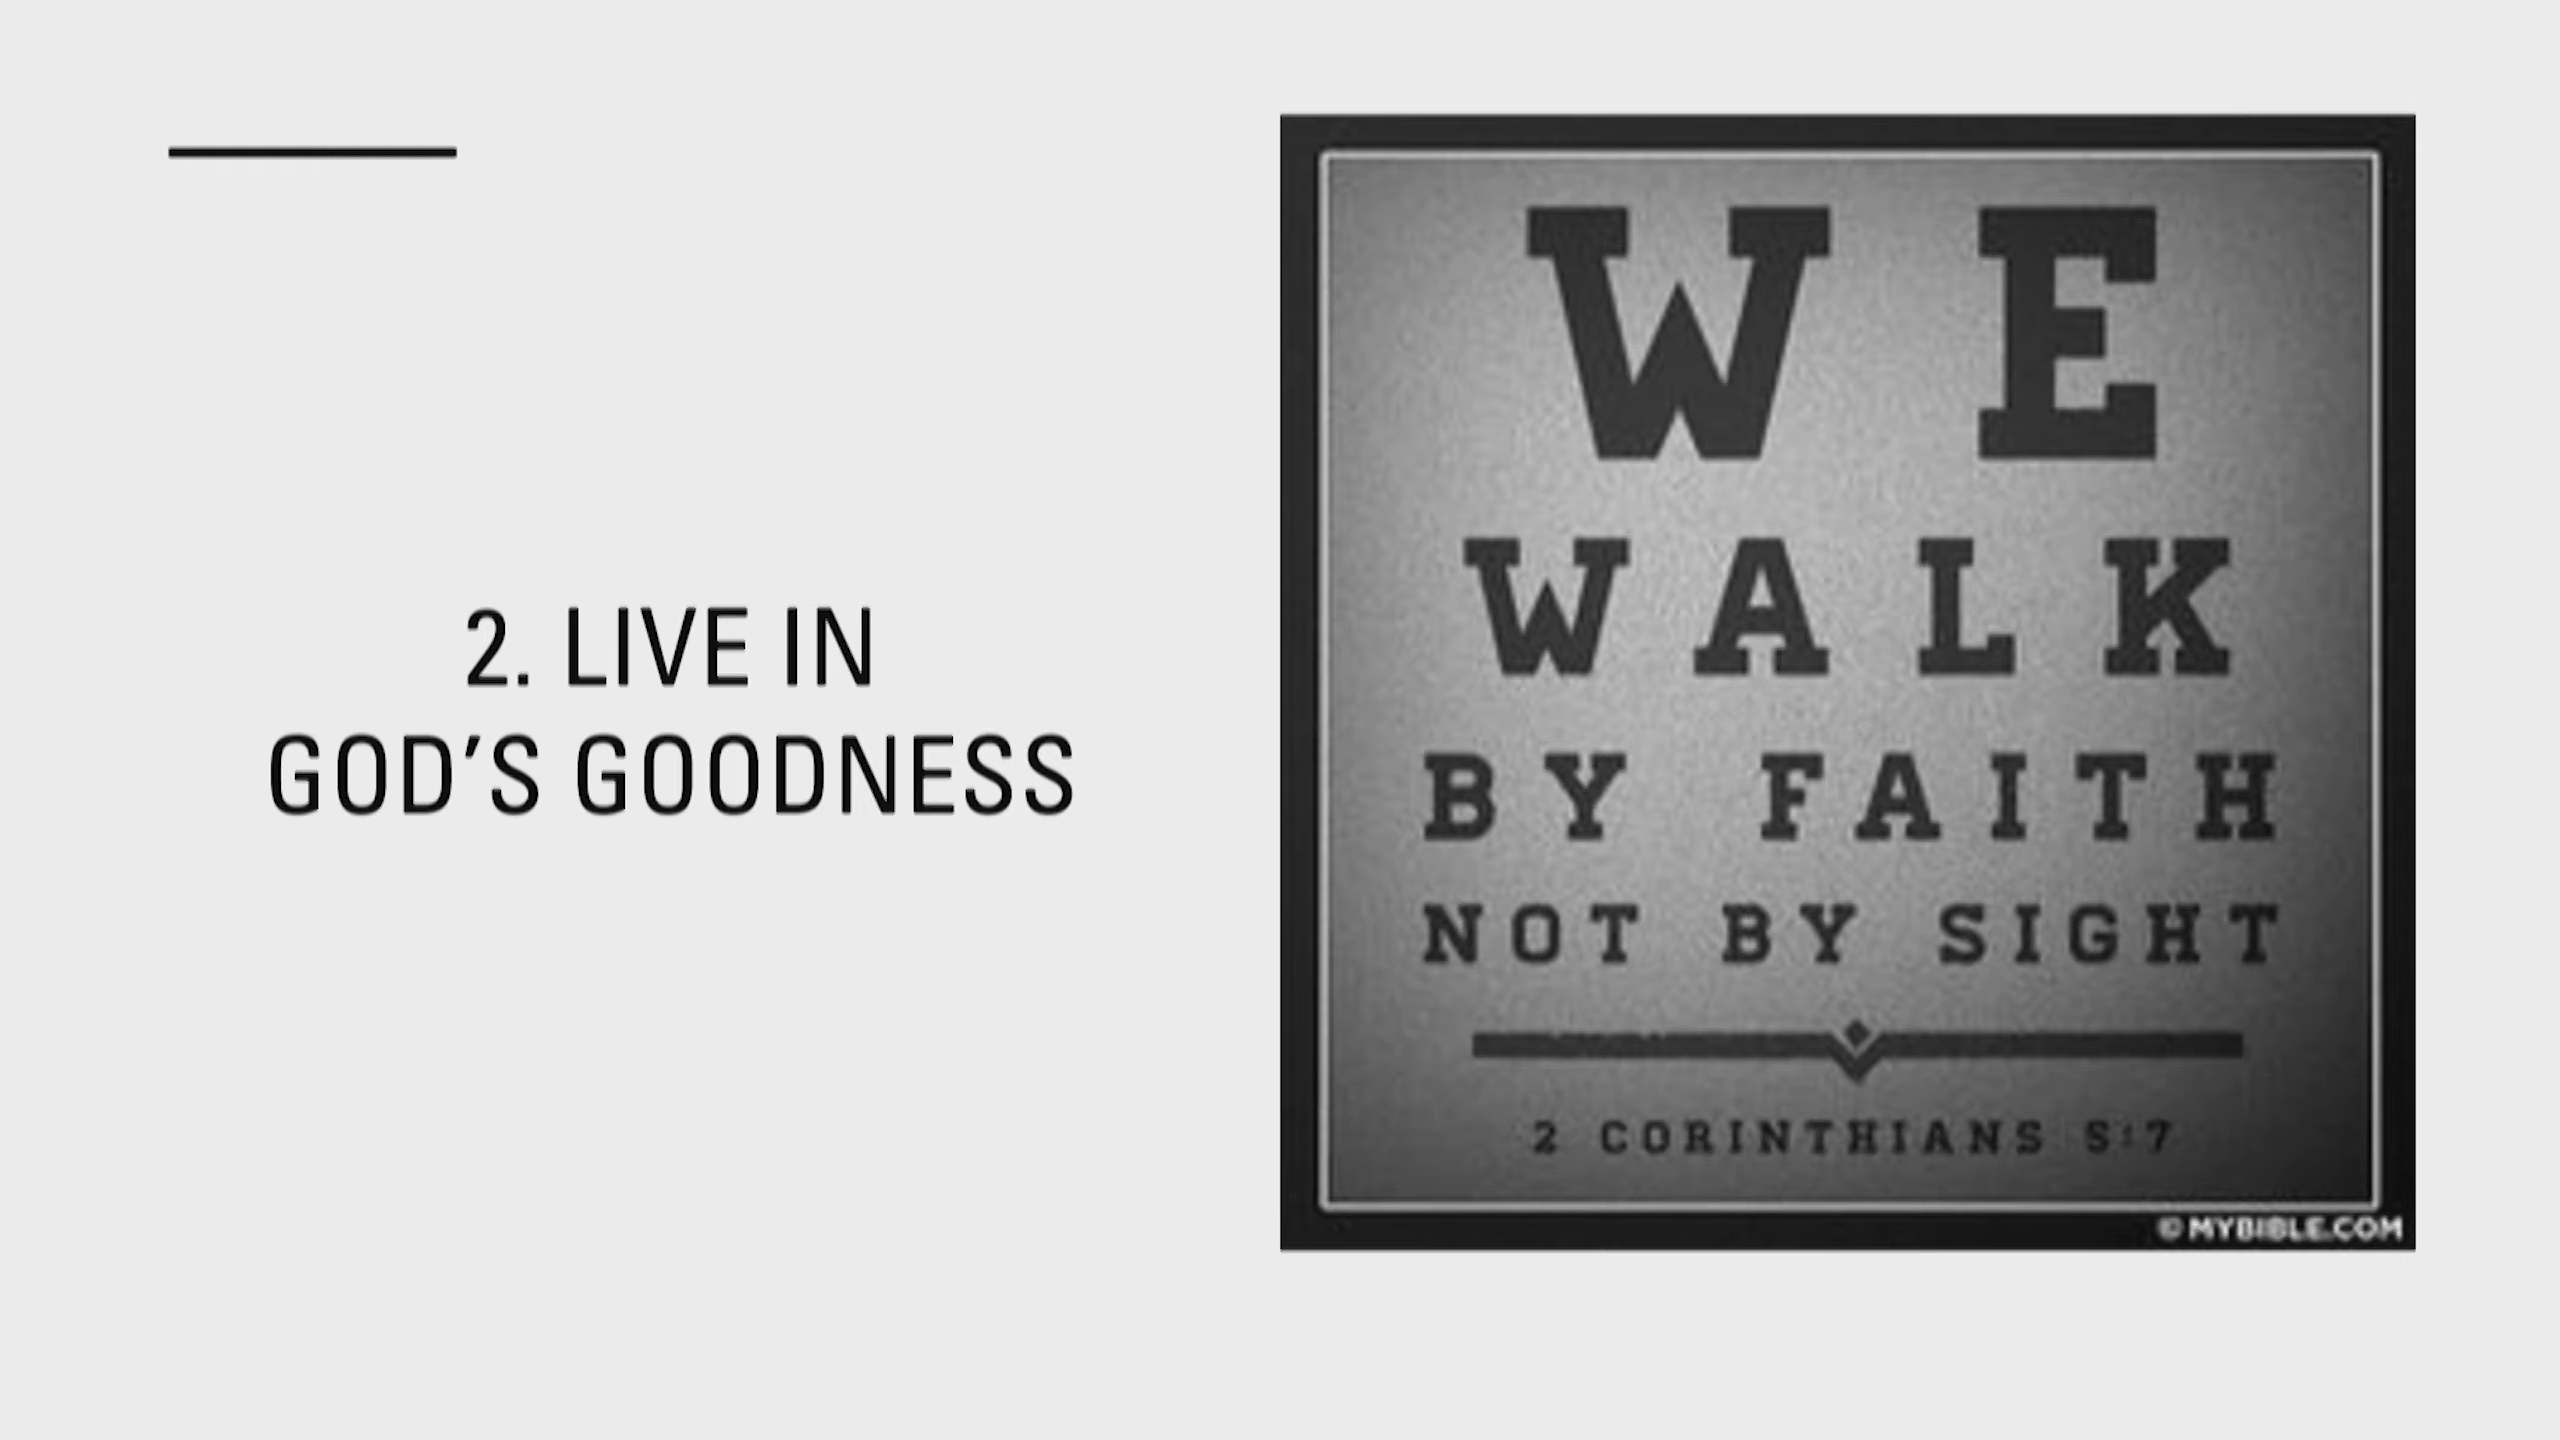 2. LIVE IN
GOD’S GOODNESS
WE
WALK
BY FAITH
NOT BY SIGHT
2 CORINTHIANS 5:7
© MYBIBLE.COM